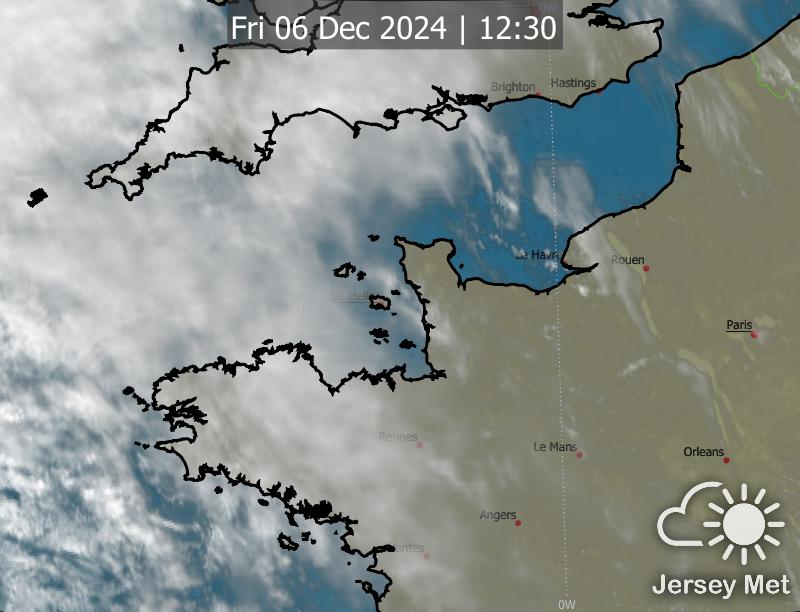 0W
Fri 06 Dec 2024 | 12:30
Brighton
Hastings
Le Havre
Rouen
St. Helier
Paris
Rennes
Le Mans
Orleans
Angers
0W
Jersey Met